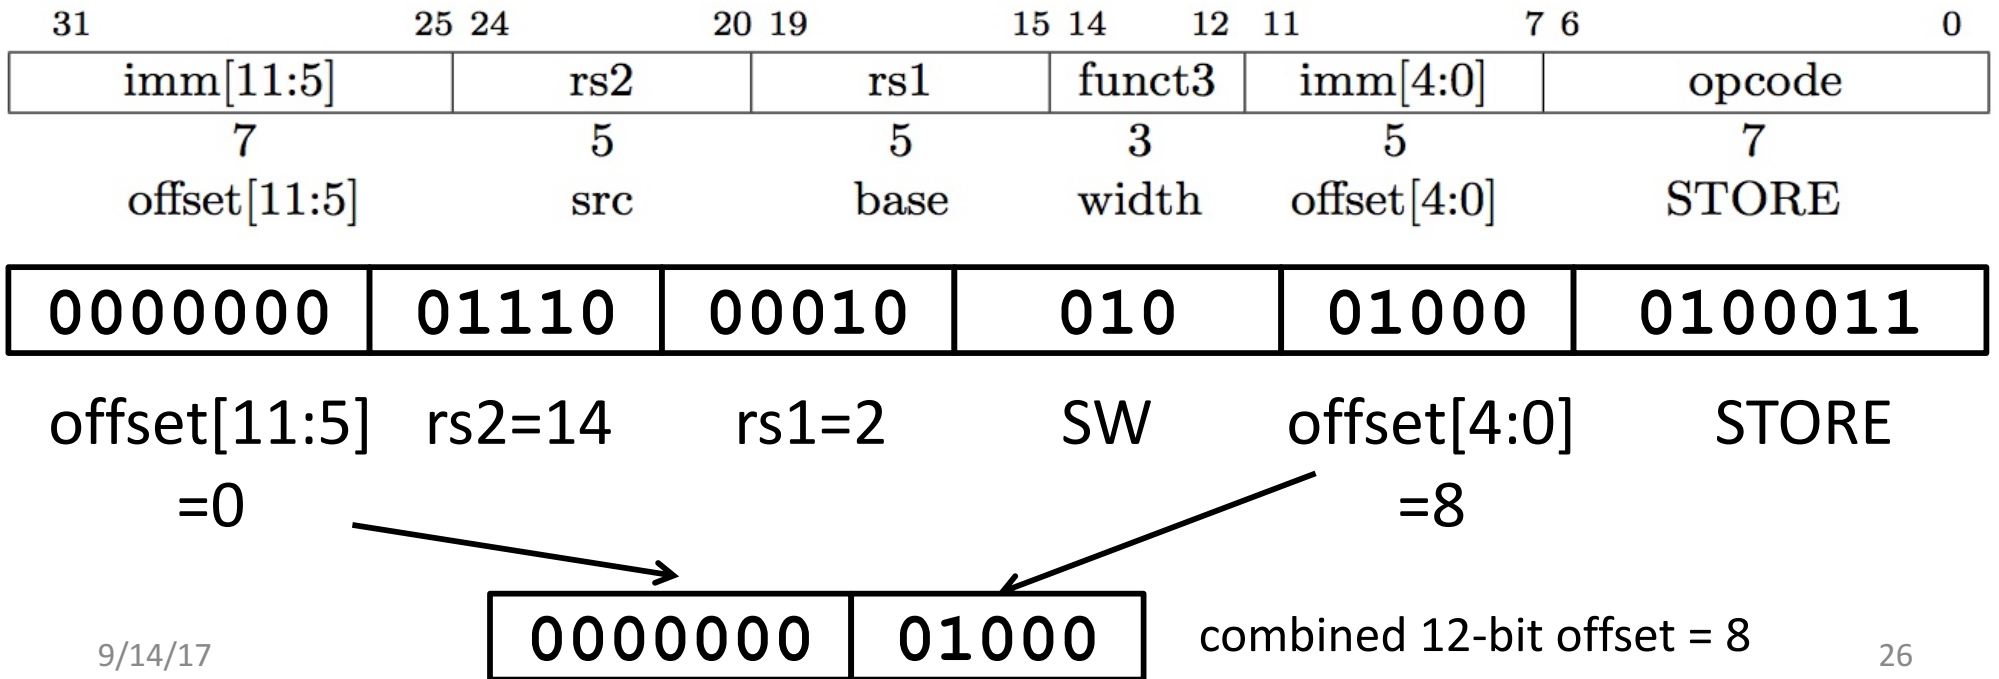 31 25 24 20 19 15 14 12 11 7 6 0
imm[11:5] rs2 rs1 funct3 imm[4:0] opcode
7 5 5 3 5 7
offset[11:5] src base width offset[4:0] STORE
0000000 01110 00010 010 01000 0100011
offset[11:5] rs2=14 rs1=2 SW offset[4:0] STORE
=0 =8
0000000 01000 combined 12-bit offset = 8
9/14/17 26